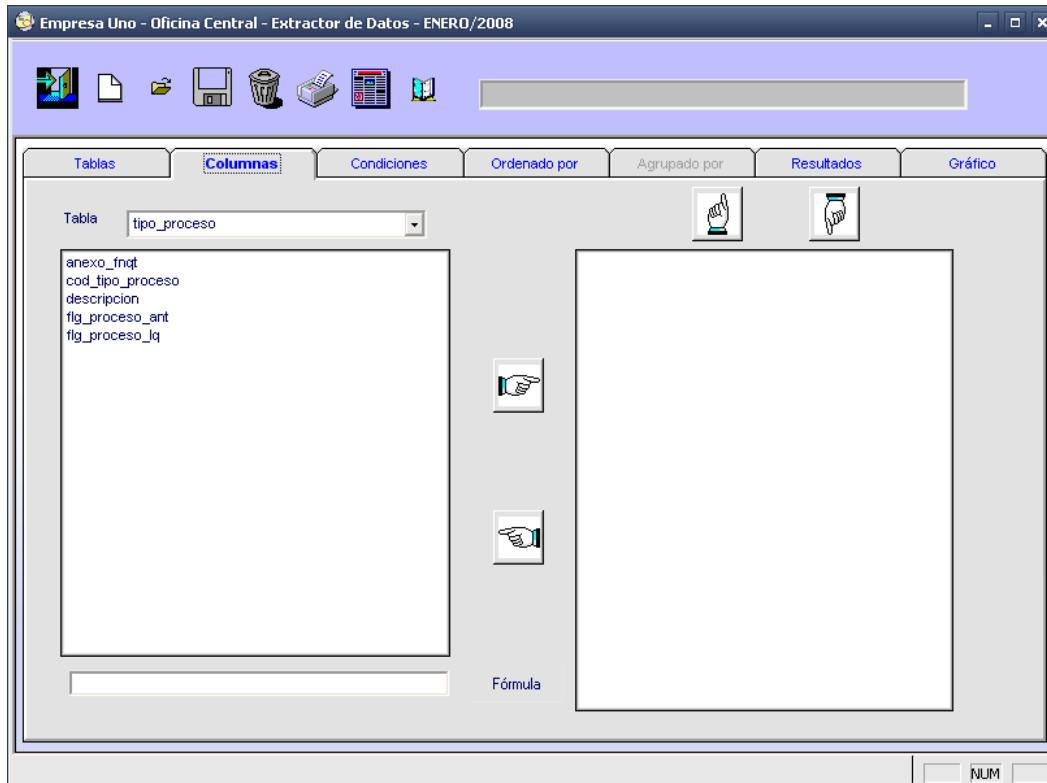 Empresa Uno - Oficina Central - Extractor de Datos - ENERO/2008
Tablas
Columnas
Condiciones
Ordenado por
Agrupado por
Resultados
Gráfico
Tabla
tipo_proceso
anexo_fnqt
cod_tipo_proceso
descripcion
flg_proceso_ant
flg_proceso_lq
Fórmula
NUM